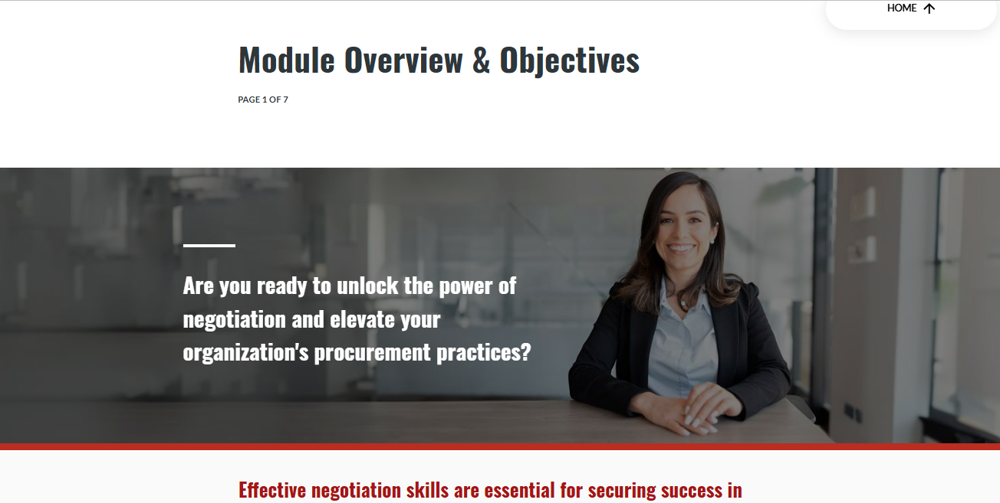 HOME
Module Overview & Objectives
PAGE 1 OF 7
Are you ready to unlock the power of
negotiation and elevate your
organization's procurement practices?
Effective negotiation skills are essential for securing success in